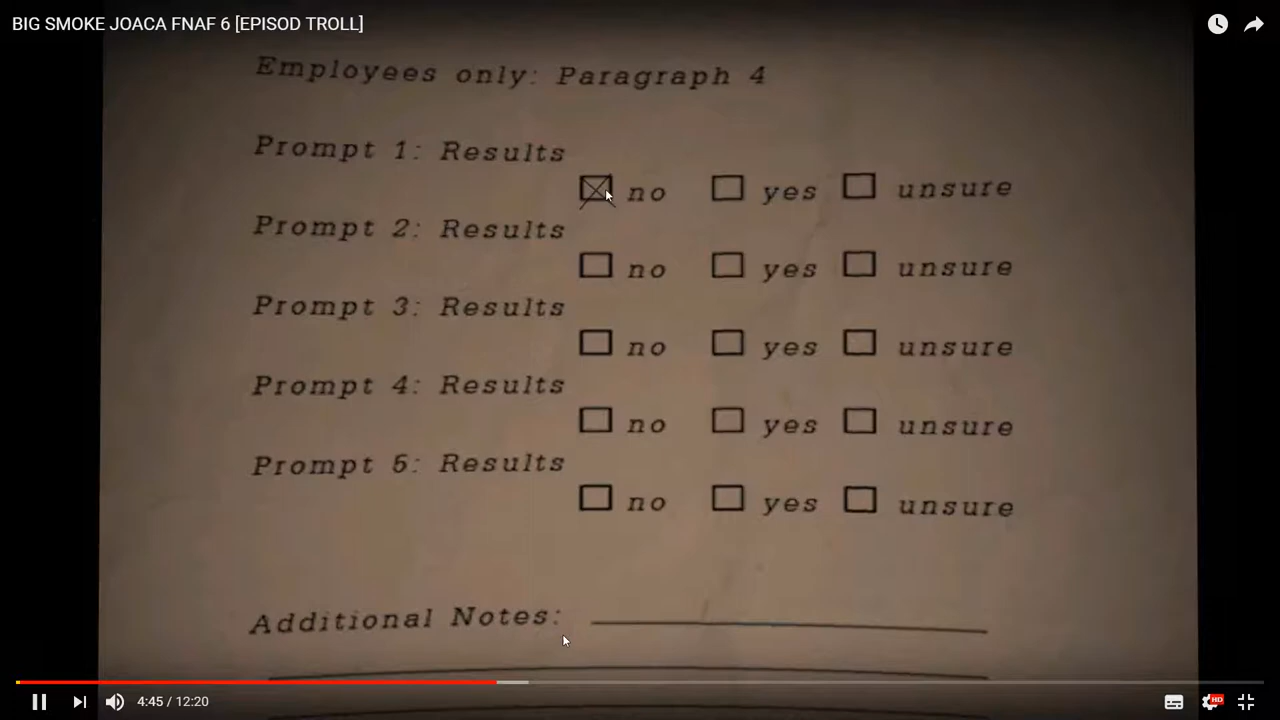 BIG SMOKE JOACA FNAF 6 [EPISOD TROLL]
Employees only: Paragraph 4
Prompt 1: Results
no yes unsure
Prompt 2: Results
no yes unsure
Prompt 3: Results
no yes unsure
Prompt 4: Results
no yes unsure
Prompt 5: Results
no yes unsure
Additional Notes:
4:45 / 12:20
HD